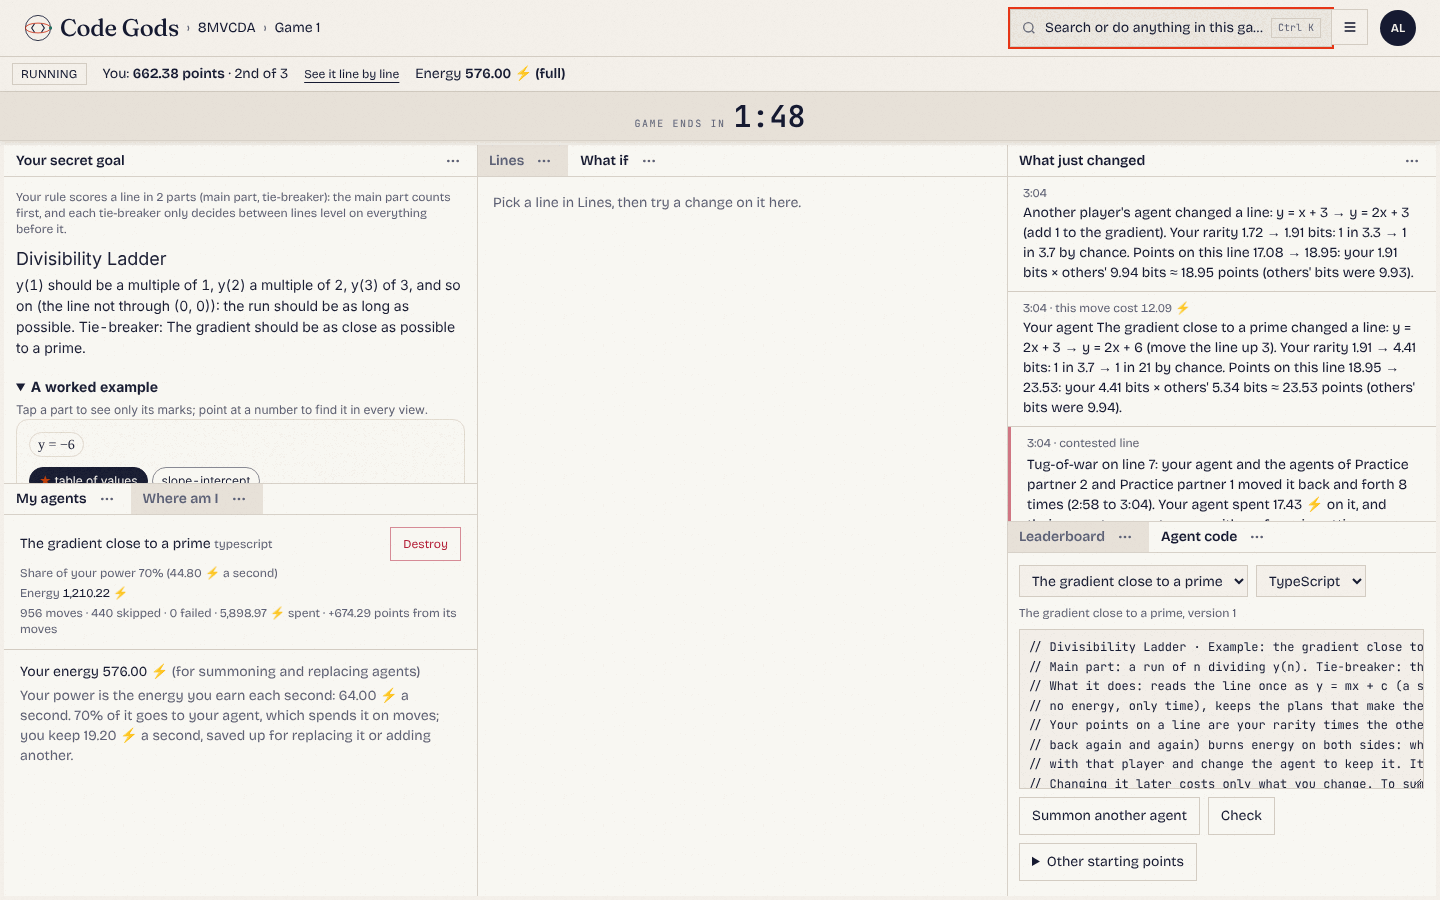 Code Gods › 8MVCDA › Game 1
Search or do anything in this ga... Ctrl K
AL
RUNNING You: 662.38 points · 2nd of 3 See it line by line Energy 576.00 ⚡ (full)
GAME ENDS IN 1:48
Your secret goal ···
Your rule scores a line in 2 parts (main part, tie-breaker): the main part counts
first, and each tie-breaker only decides between lines level on everything
before it.
Divisibility Ladder
y(1) should be a multiple of 1, y(2) a multiple of 2, y(3) of 3, and so
on (the line not through (0, 0)): the run should be as long as
possible. Tie-breaker: The gradient should be as close as possible
to a prime.
▼ A worked example
Tap a part to see only its marks; point at a number to find it in every view.
y = −6
★ table of values slope-intercept
My agents ··· Where am I ···
The gradient close to a prime typescript
Destroy
Share of your power 70% (44.80 ⚡ a second)
Energy 1,210.22 ⚡
956 moves · 440 skipped · 0 failed · 5,898.97 ⚡ spent · +674.29 points from its
moves
Your energy 576.00 ⚡ (for summoning and replacing agents)
Your power is the energy you earn each second: 64.00 ⚡ a
second. 70% of it goes to your agent, which spends it on moves;
you keep 19.20 ⚡ a second, saved up for replacing it or adding
another.
Lines ··· What if ···
Pick a line in Lines, then try a change on it here.
What just changed ···
3:04
Another player's agent changed a line: y = x + 3 → y = 2x + 3
(add 1 to the gradient). Your rarity 1.72 → 1.91 bits: 1 in 3.3 → 1
in 3.7 by chance. Points on this line 17.08 → 18.95: your 1.91
bits × others' 9.94 bits ≈ 18.95 points (others' bits were 9.93).
3:04 · this move cost 12.09 ⚡
Your agent The gradient close to a prime changed a line: y =
2x + 3 → y = 2x + 6 (move the line up 3). Your rarity 1.91 → 4.41
bits: 1 in 3.7 → 1 in 21 by chance. Points on this line 18.95 →
23.53: your 4.41 bits × others' 5.34 bits ≈ 23.53 points (others'
bits were 9.94).
3:04 · contested line
Tug-of-war on line 7: your agent and the agents of Practice
partner 2 and Practice partner 1 moved it back and forth 8
times (2:58 to 3:04). Your agent spent 17.43 ⚡ on it, and
Leaderboard ··· Agent code ···
The gradient close to a prime TypeScript
The gradient close to a prime, version 1
// Divisibility Ladder · Example: the gradient close to
// Main part: a run of n dividing y(n). Tie-breaker: th
// What it does: reads the line once as y = mx + c (a s
// no energy, only time), keeps the plans that make the
// Your points on a line are your rarity times the othe
// back again and again) burns energy on both sides: wh
// with that player and change the agent to keep it. It
// Changing it later costs only what you change. To sum
Summon another agent Check
▶ Other starting points